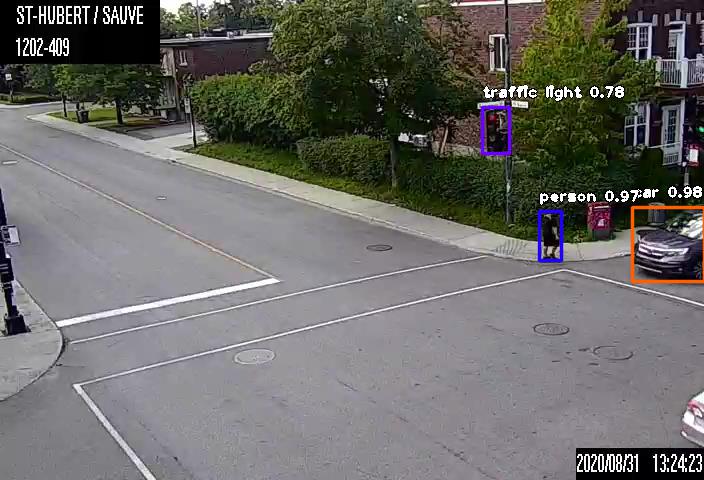 ST-HUBERT / SAUVE
1202-409
traffic light 0.78
person 0.97
car 0.98
2020/08/31 13:24:23